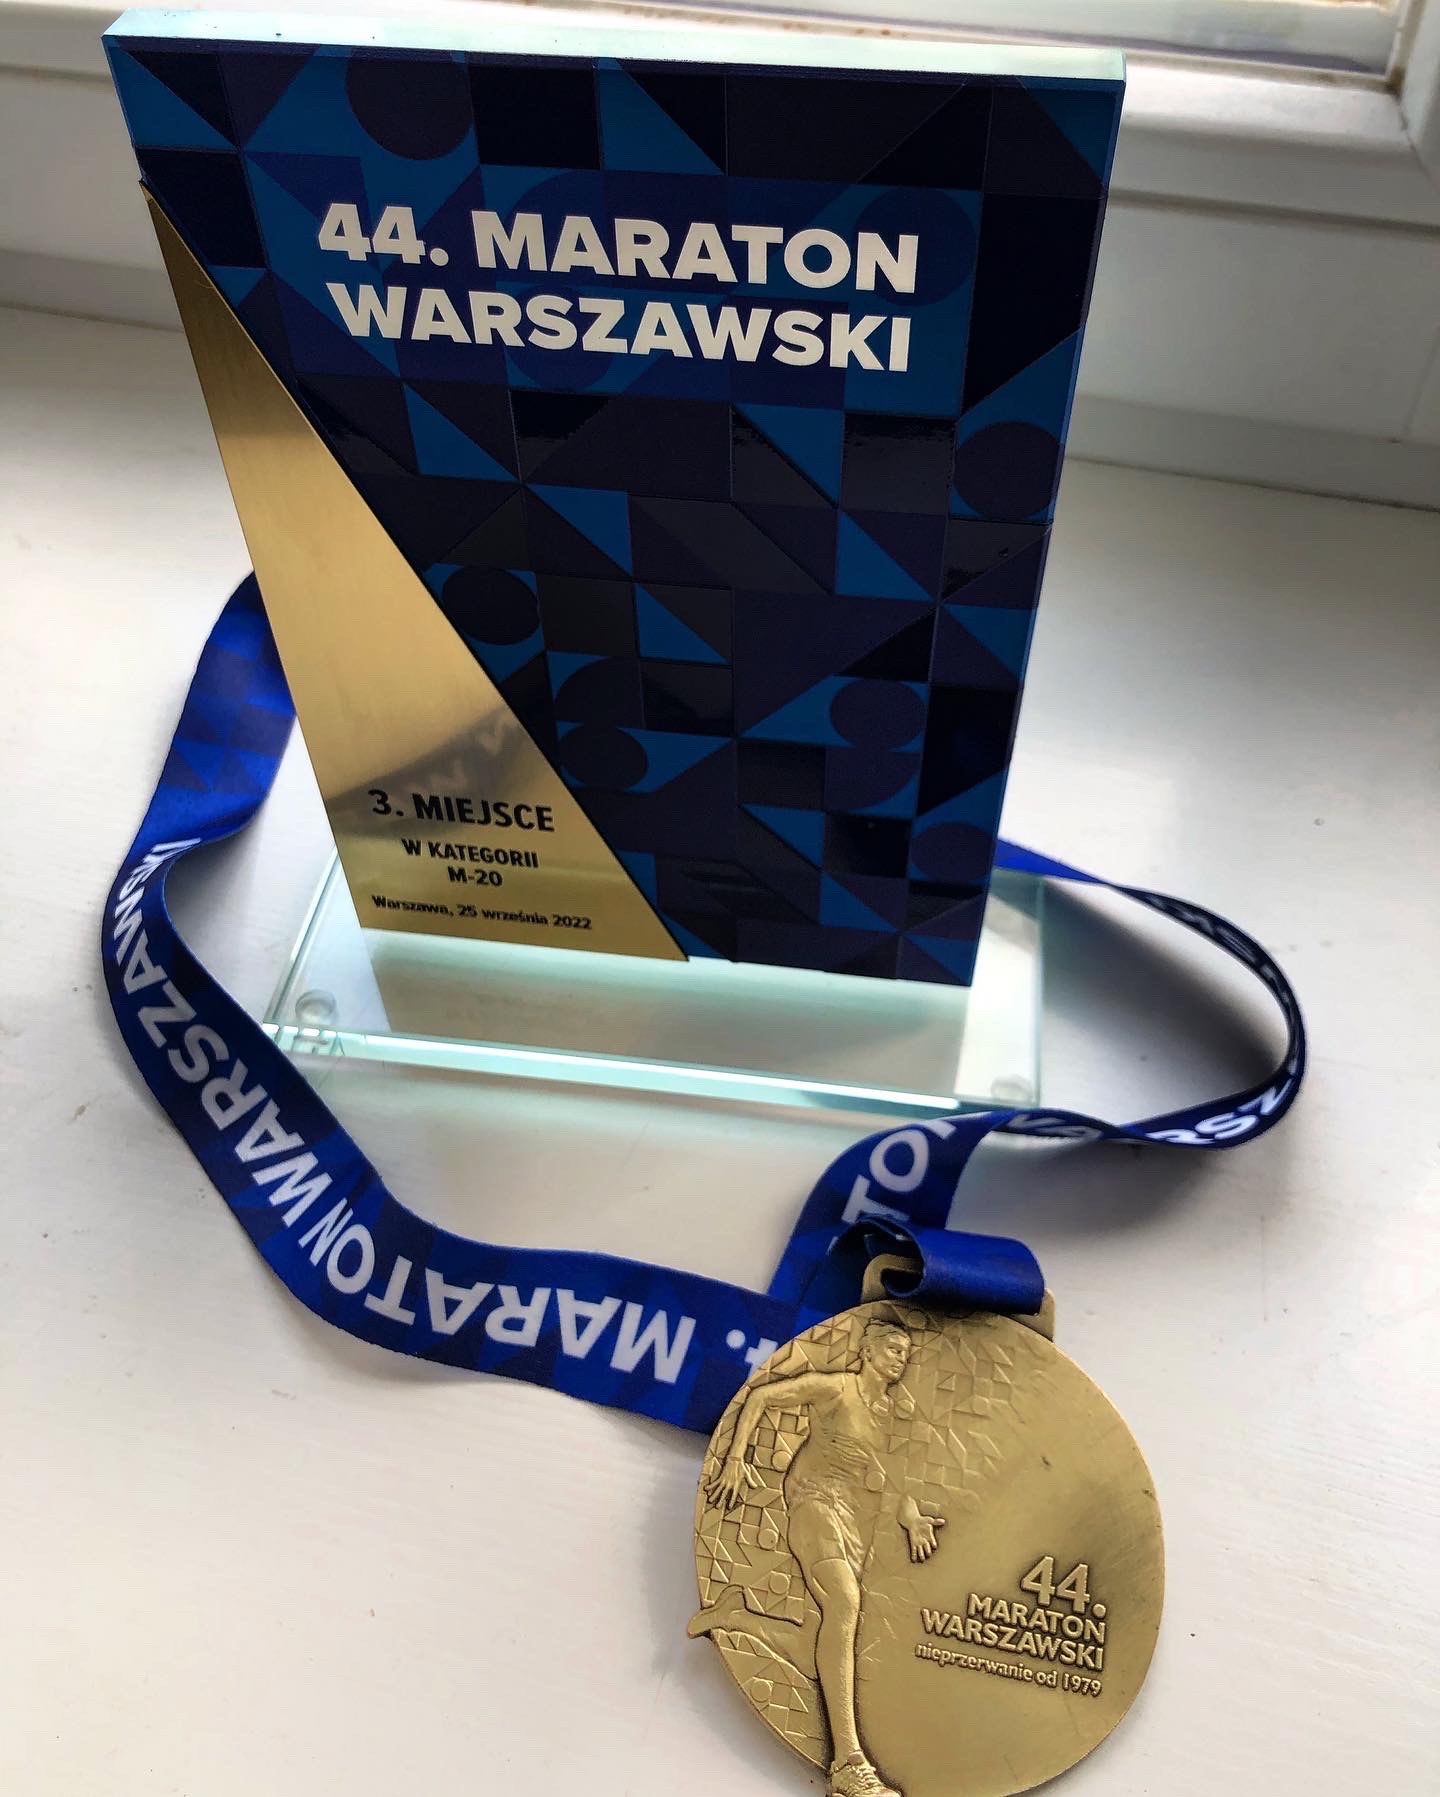 44. MARATON
WARSZAWSKI
3. MIEJSCE
W KATEGORII
M-20
Warszawa, 25 września 2022
MARATON WARSZAWSKI
44.
MARATON
WARSZAWSKI
nieprzerwanie od 1979